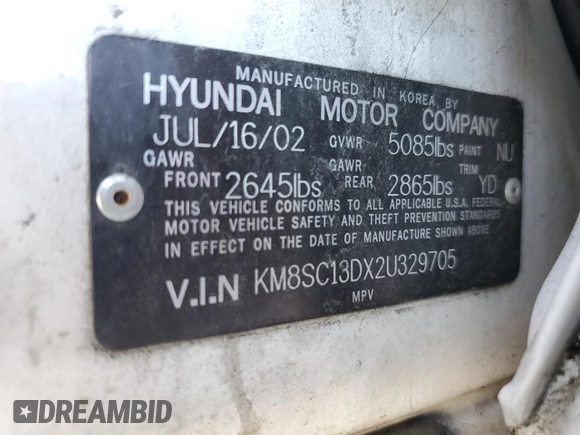 MANUFACTURED IN KOREA BY
HYUNDAI MOTOR COMPANY
JUL/16/02 GVWR 5085lbs PAINT NU
GAWR FRONT 2645lbs GAWR REAR 2865lbs TRIM YD
THIS VEHICLE CONFORMS TO ALL APPLICABLE U.S.A. FEDERAL
MOTOR VEHICLE SAFETY AND THEFT PREVENTION STANDARDS
IN EFFECT ON THE DATE OF MANUFACTURE SHOWN ABOVE.
V.I.N KM8SC13DX2U329705
MPV
DREAMBID